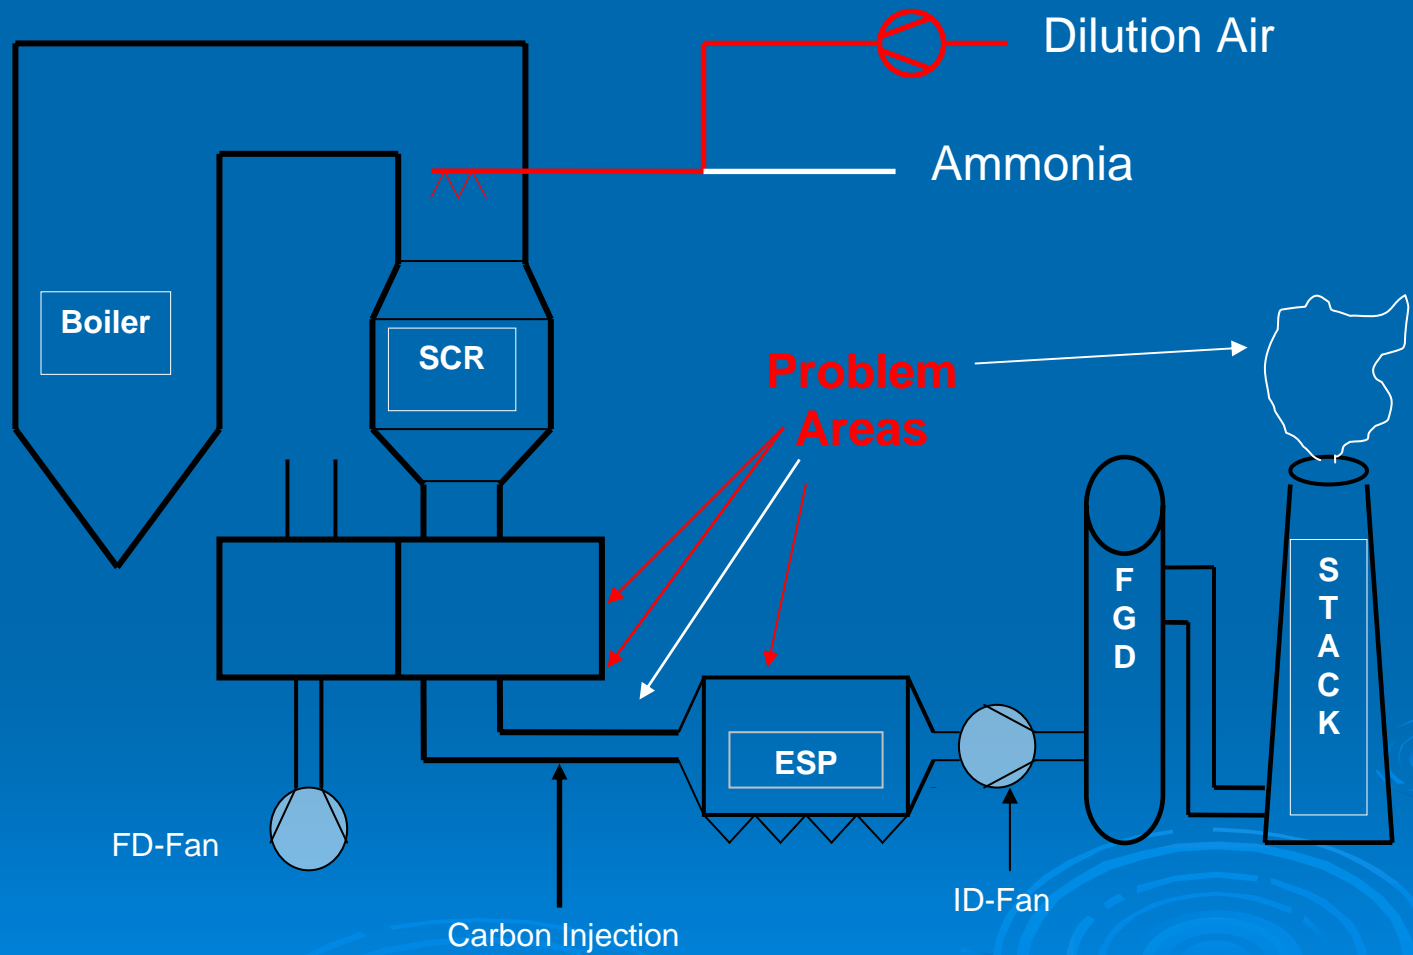 Dilution Air
Ammonia
Boiler
SCR
Problem
Areas
F
G
D
S
T
A
C
K
ESP
FD-Fan
ID-Fan
Carbon Injection